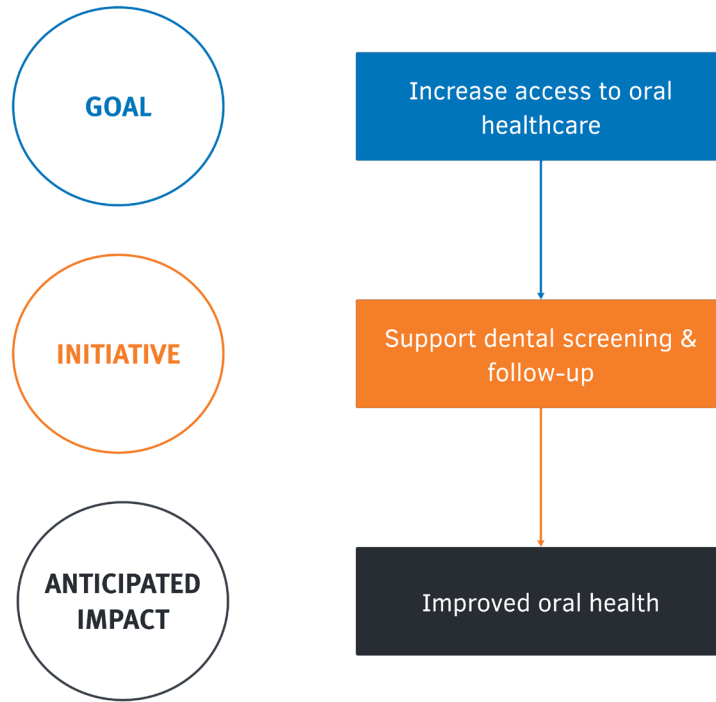 GOAL
Increase access to oral
healthcare
INITIATIVE
Support dental screening &
follow-up
ANTICIPATED
IMPACT
Improved oral health